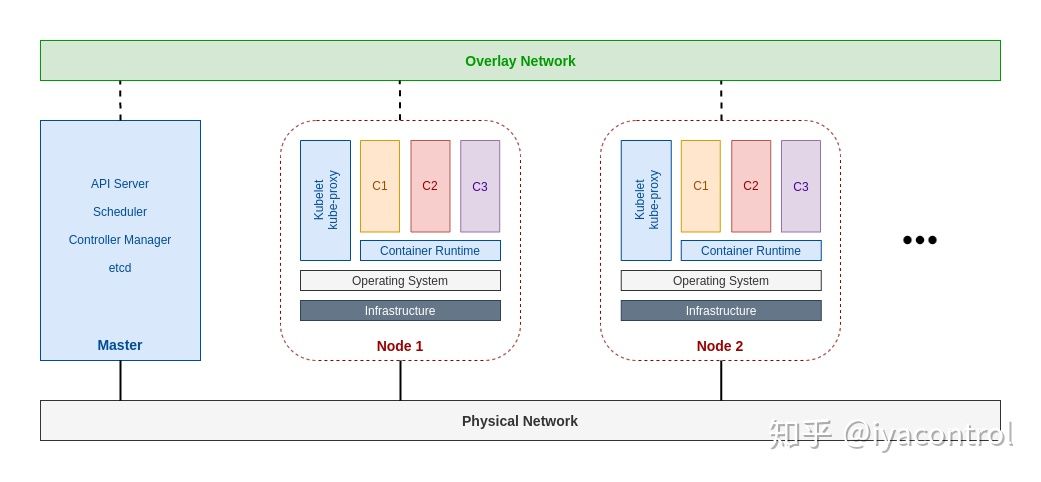 Overlay Network
API Server
Scheduler
Controller Manager
etcd
Master
Kubelet
kube-proxy
C1
C2
C3
Container Runtime
Operating System
Infrastructure
Node 1
Kubelet
kube-proxy
C1
C2
C3
Container Runtime
Operating System
Infrastructure
Node 2
•••
Physical Network
知乎 @iyacontrol